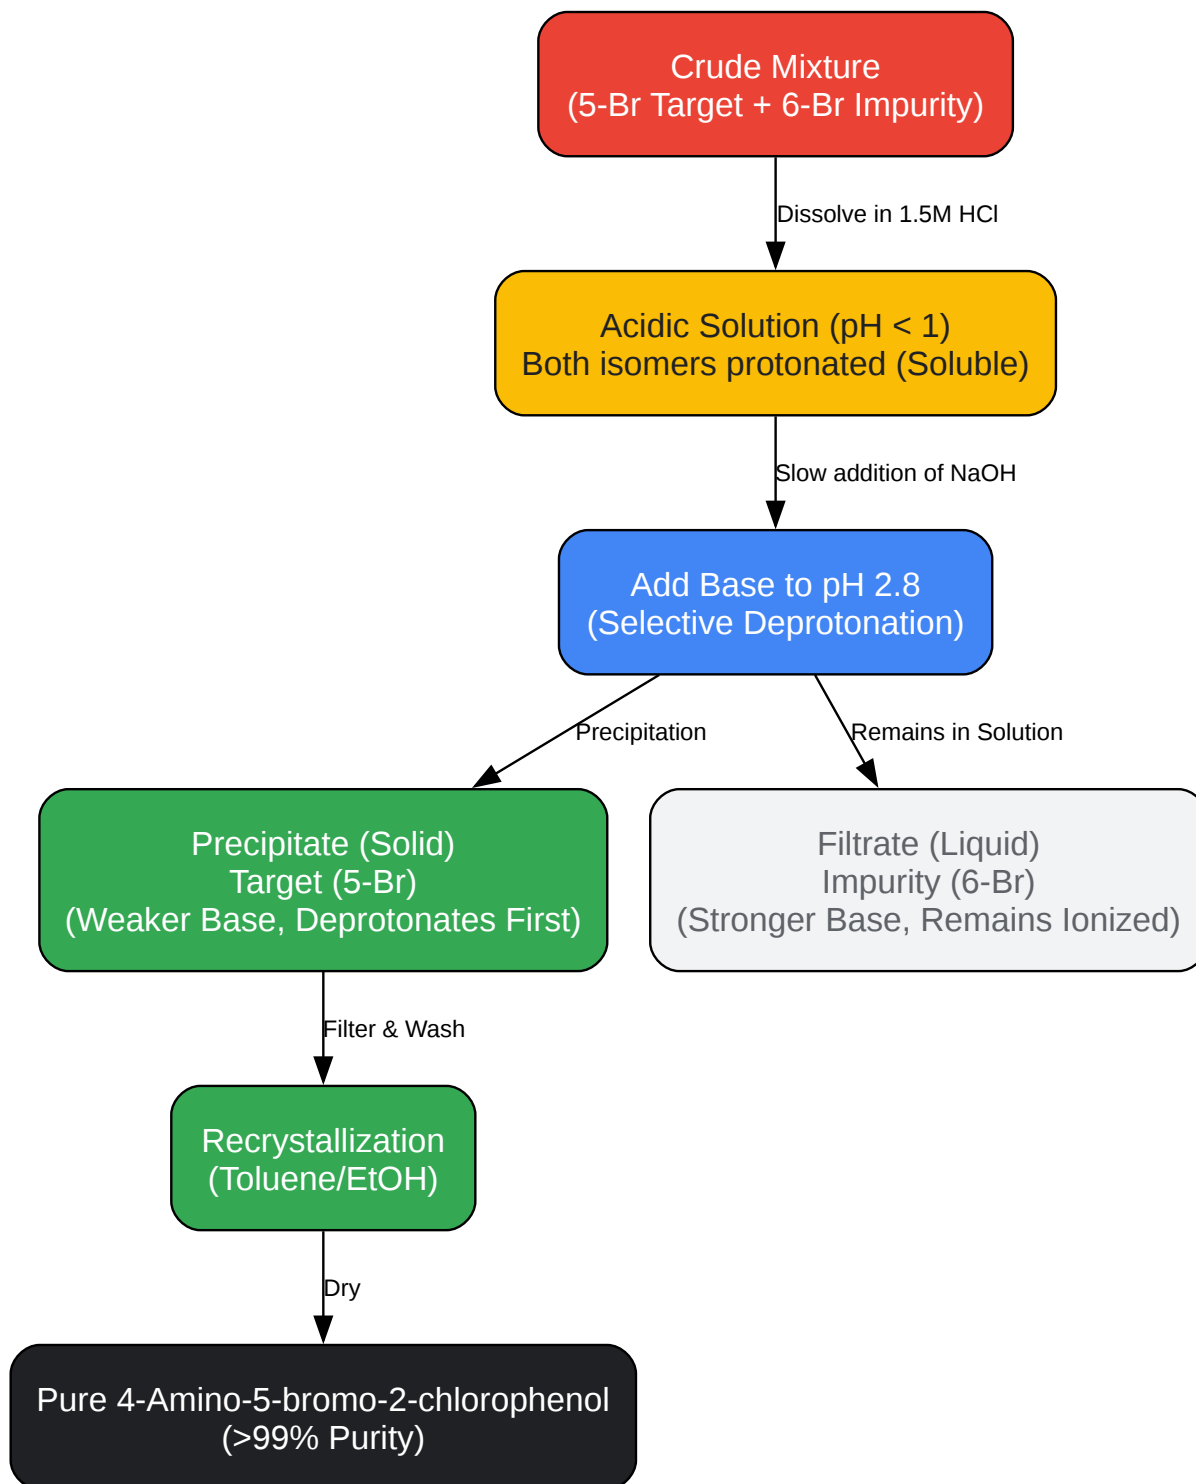 Crude Mixture
(5-Br Target + 6-Br Impurity)
Dissolve in 1.5M HCl
Acidic Solution (pH < 1)
Both isomers protonated (Soluble)
Slow addition of NaOH
Add Base to pH 2.8
(Selective Deprotonation)
Precipitation
Remains in Solution
Precipitate (Solid)
Target (5-Br)
(Weaker Base, Deprotonates First)
Filtrate (Liquid)
Impurity (6-Br)
(Stronger Base, Remains Ionized)
Filter & Wash
Recrystallization
(Toluene/EtOH)
Dry
Pure 4-Amino-5-bromo-2-chlorophenol
(>99% Purity)